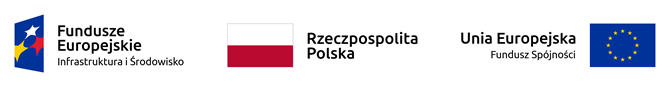 Fundusze
Europejskie
Infrastruktura i Środowisko
Rzeczpospolita
Polska
Unia Europejska
Fundusz Spójności